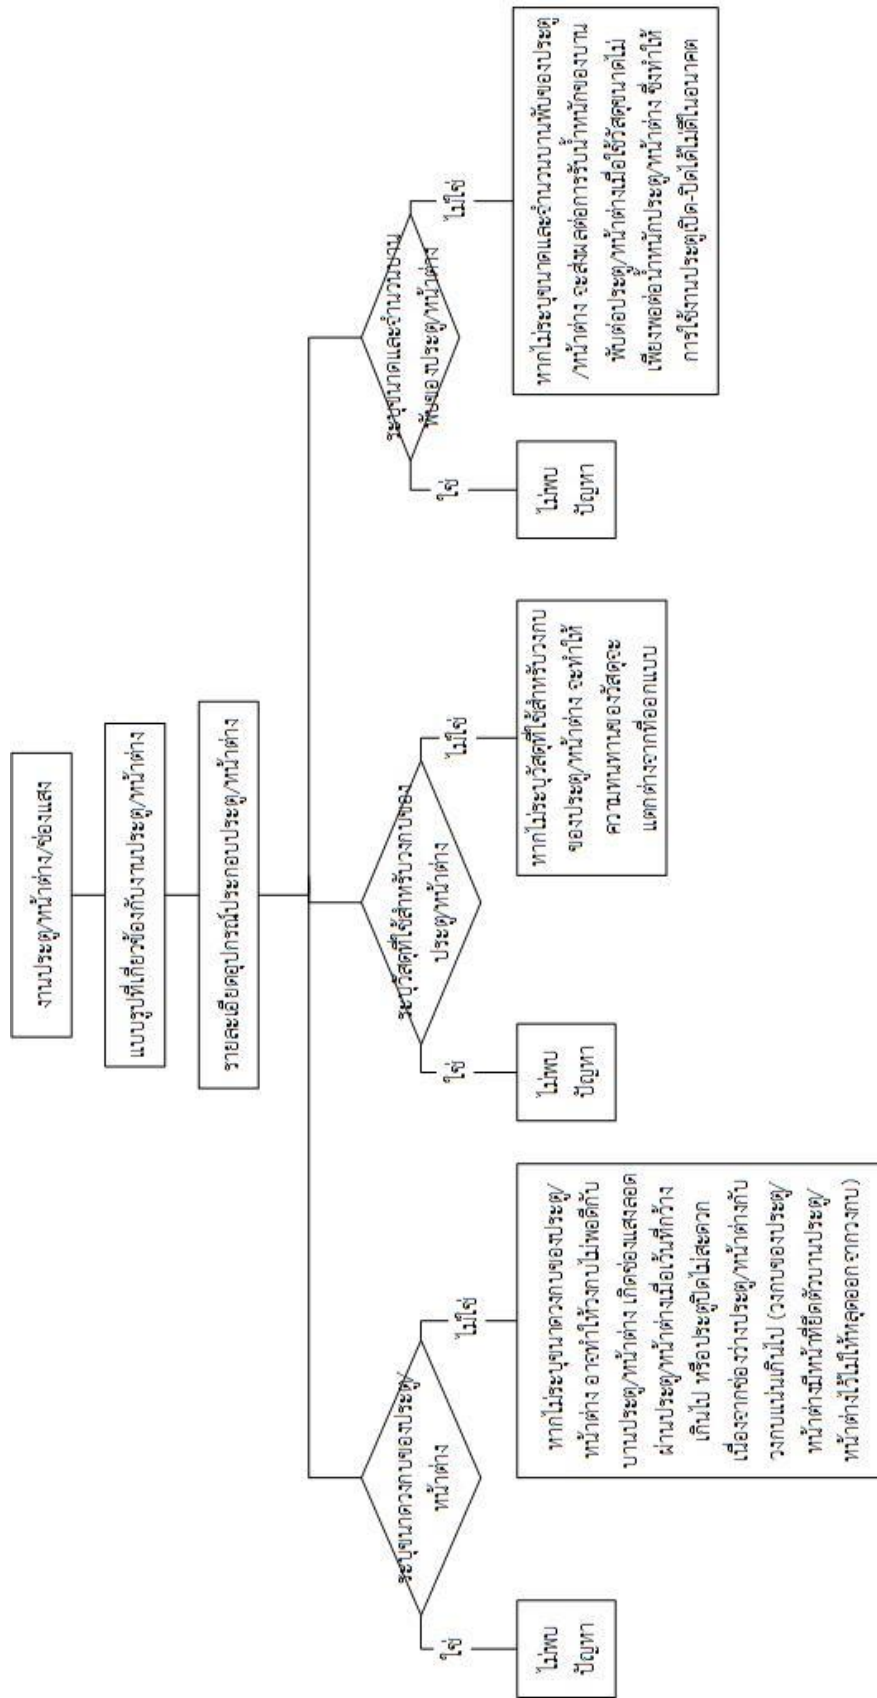 งานประตู/หน้าต่าง/ช่องแสง
แบบรูปที่เกี่ยวข้องกับงานประตู/หน้าต่าง
รายละเอียดอุปกรณ์ประกอบประตู/หน้าต่าง
ระบุขนาดวงกบของประตู/
หน้าต่าง
ใช่
ไม่พบ
ปัญหา
ไม่ใช่
หากไม่ระบุขนาดวงกบของประตู/
หน้าต่าง อาจทำให้วงกบไม่พอดีกับ
บานประตู/หน้าต่าง เกิดช่องแสงลอด
ผ่านประตู/หน้าต่างเมื่อเว้นที่กว้าง
เกินไป หรือประตูปิดไม่สะดวก
เนื่องจากช่องว่างประตู/หน้าต่างกับ
วงกบแน่นเกินไป (วงกบของประตู/
หน้าต่างมีหน้าที่ยึดตัวบานประตู/
หน้าต่างไว้ไม่ให้หลุดออกจากวงกบ)
ระบุวัสดุที่ใช้สำหรับวงกบของ
ประตู/หน้าต่าง
ใช่
ไม่พบ
ปัญหา
ไม่ใช่
หากไม่ระบุวัสดุที่ใช้สำหรับวงกบ
ของประตู/หน้าต่าง จะทำให้
ความทนทานของวัสดุจะ
แตกต่างจากที่ออกแบบ
ระบุขนาดและจำนวนบาน
พับของประตู/หน้าต่าง
ใช่
ไม่พบ
ปัญหา
ไม่ใช่
หากไม่ระบุขนาดและจำนวนบานพับของประตู
/หน้าต่าง จะส่งผลต่อการรับน้ำหนักของบาน
พับต่อประตู/หน้าต่างเมื่อใช้วัสดุขนาดไม่
เพียงพอต่อน้ำหนักประตู/หน้าต่าง ซึ่งทำให้
การใช้งานประตูเปิด-ปิดได้ไม่ดีในอนาคต